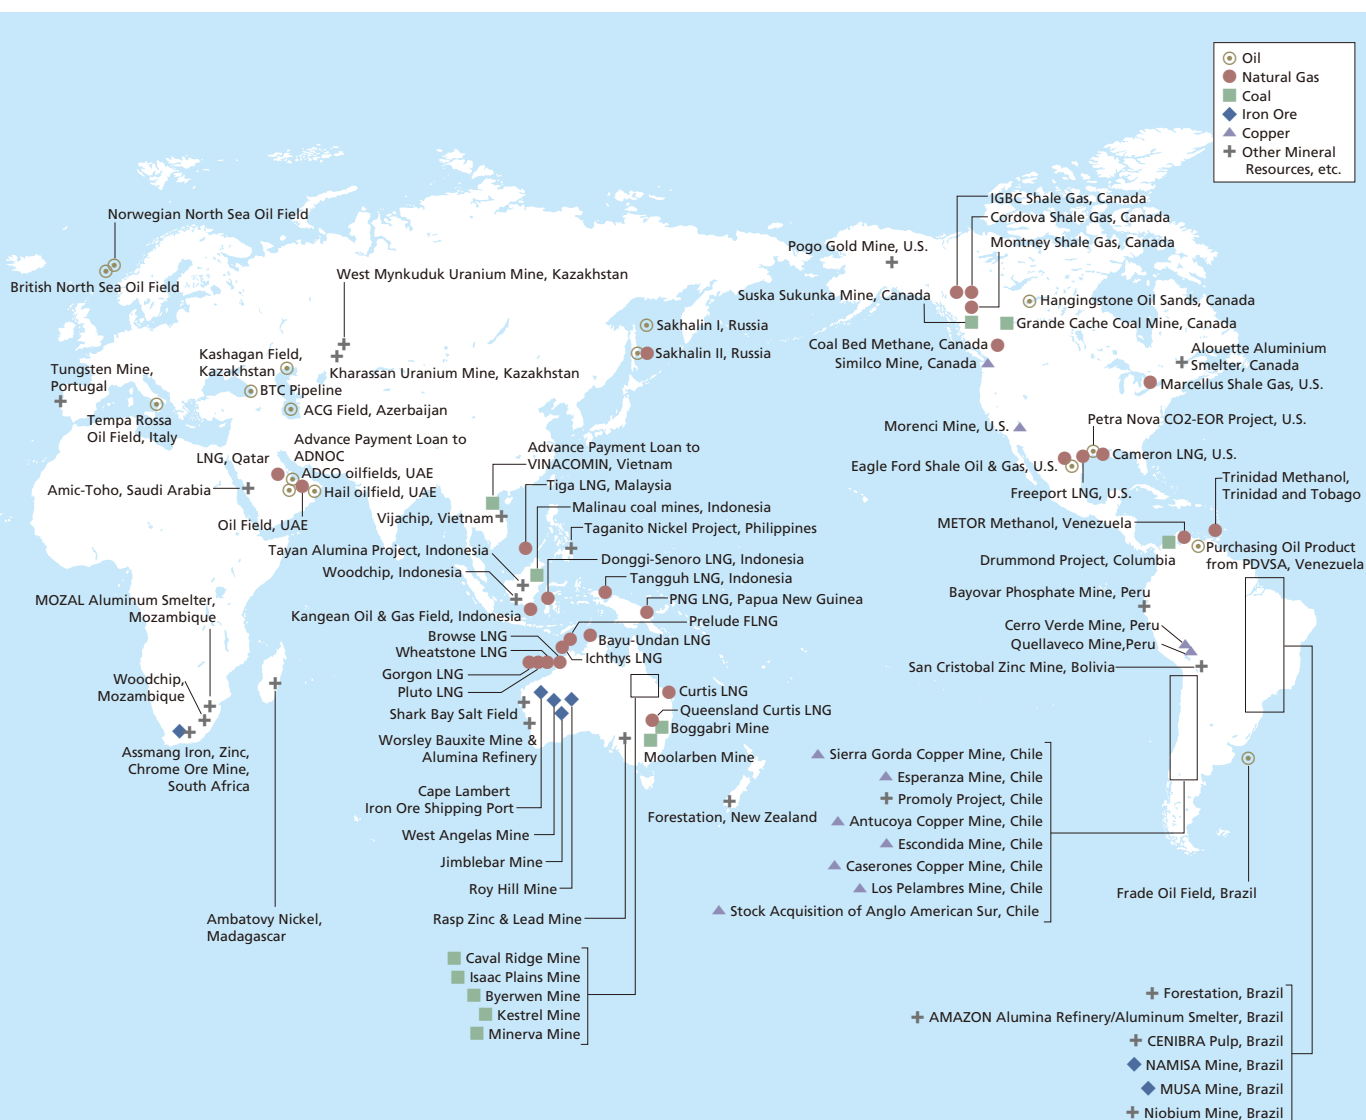 Oil
Natural Gas
Coal
Iron Ore
Copper
Other Mineral
Resources, etc.
Norwegian North Sea Oil Field
British North Sea Oil Field
West Mynkuduk Uranium Mine, Kazakhstan
Kashagan Field,
Kazakhstan
Kharassan Uranium Mine, Kazakhstan
Tungsten Mine,
Portugal
BTC Pipeline
ACG Field, Azerbaijan
Tempa Rossa
Oil Field, Italy
Advance Payment Loan to
ADNOC
LNG, Qatar
ADCO oilfields, UAE
Amic-Toho, Saudi Arabia
Hail oilfield, UAE
Oil Field, UAE
Sakhalin I, Russia
Sakhalin II, Russia
Advance Payment Loan to
VINACOMIN, Vietnam
Tiga LNG, Malaysia
Malinau coal mines, Indonesia
Vijachip, Vietnam
Taganito Nickel Project, Philippines
Tayan Alumina Project, Indonesia
Donggi-Senoro LNG, Indonesia
Woodchip, Indonesia
Tangguh LNG, Indonesia
PNG LNG, Papua New Guinea
Kangean Oil & Gas Field, Indonesia
Prelude FLNG
Browse LNG
Bayu-Undan LNG
Wheatstone LNG
Ichthys LNG
Gorgon LNG
Pluto LNG
Curtis LNG
Shark Bay Salt Field
Queensland Curtis LNG
Boggabri Mine
Worsley Bauxite Mine &
Alumina Refinery
Moolarben Mine
Cape Lambert
Iron Ore Shipping Port
Forestation, New Zealand
West Angelas Mine
Jimblebar Mine
Roy Hill Mine
Rasp Zinc & Lead Mine
Caval Ridge Mine
Isaac Plains Mine
Byerwen Mine
Kestrel Mine
Minerva Mine
MOZAL Aluminum Smelter,
Mozambique
Woodchip,
Mozambique
Assmang Iron, Zinc,
Chrome Ore Mine,
South Africa
Ambatovy Nickel,
Madagascar
IGBC Shale Gas, Canada
Cordova Shale Gas, Canada
Montney Shale Gas, Canada
Pogo Gold Mine, U.S.
Suska Sukunka Mine, Canada
Hangingstone Oil Sands, Canada
Grande Cache Coal Mine, Canada
Coal Bed Methane, Canada
Similco Mine, Canada
Alouette Aluminium
Smelter, Canada
Marcellus Shale Gas, U.S.
Petra Nova CO2-EOR Project, U.S.
Morenci Mine, U.S.
Cameron LNG, U.S.
Eagle Ford Shale Oil & Gas, U.S.
Freeport LNG, U.S.
Trinidad Methanol,
Trinidad and Tobago
METOR Methanol, Venezuela
Purchasing Oil Product
from PDVSA, Venezuela
Drummond Project, Columbia
Bayovar Phosphate Mine, Peru
Cerro Verde Mine, Peru
Quellaveco Mine,Peru
San Cristobal Zinc Mine, Bolivia
Sierra Gorda Copper Mine, Chile
Esperanza Mine, Chile
Promoly Project, Chile
Antucoya Copper Mine, Chile
Escondida Mine, Chile
Caserones Copper Mine, Chile
Los Pelambres Mine, Chile
Stock Acquisition of Anglo American Sur, Chile
Frade Oil Field, Brazil
Forestation, Brazil
AMAZON Alumina Refinery/Aluminum Smelter, Brazil
CENIBRA Pulp, Brazil
NAMISA Mine, Brazil
MUSA Mine, Brazil
Niobium Mine, Brazil